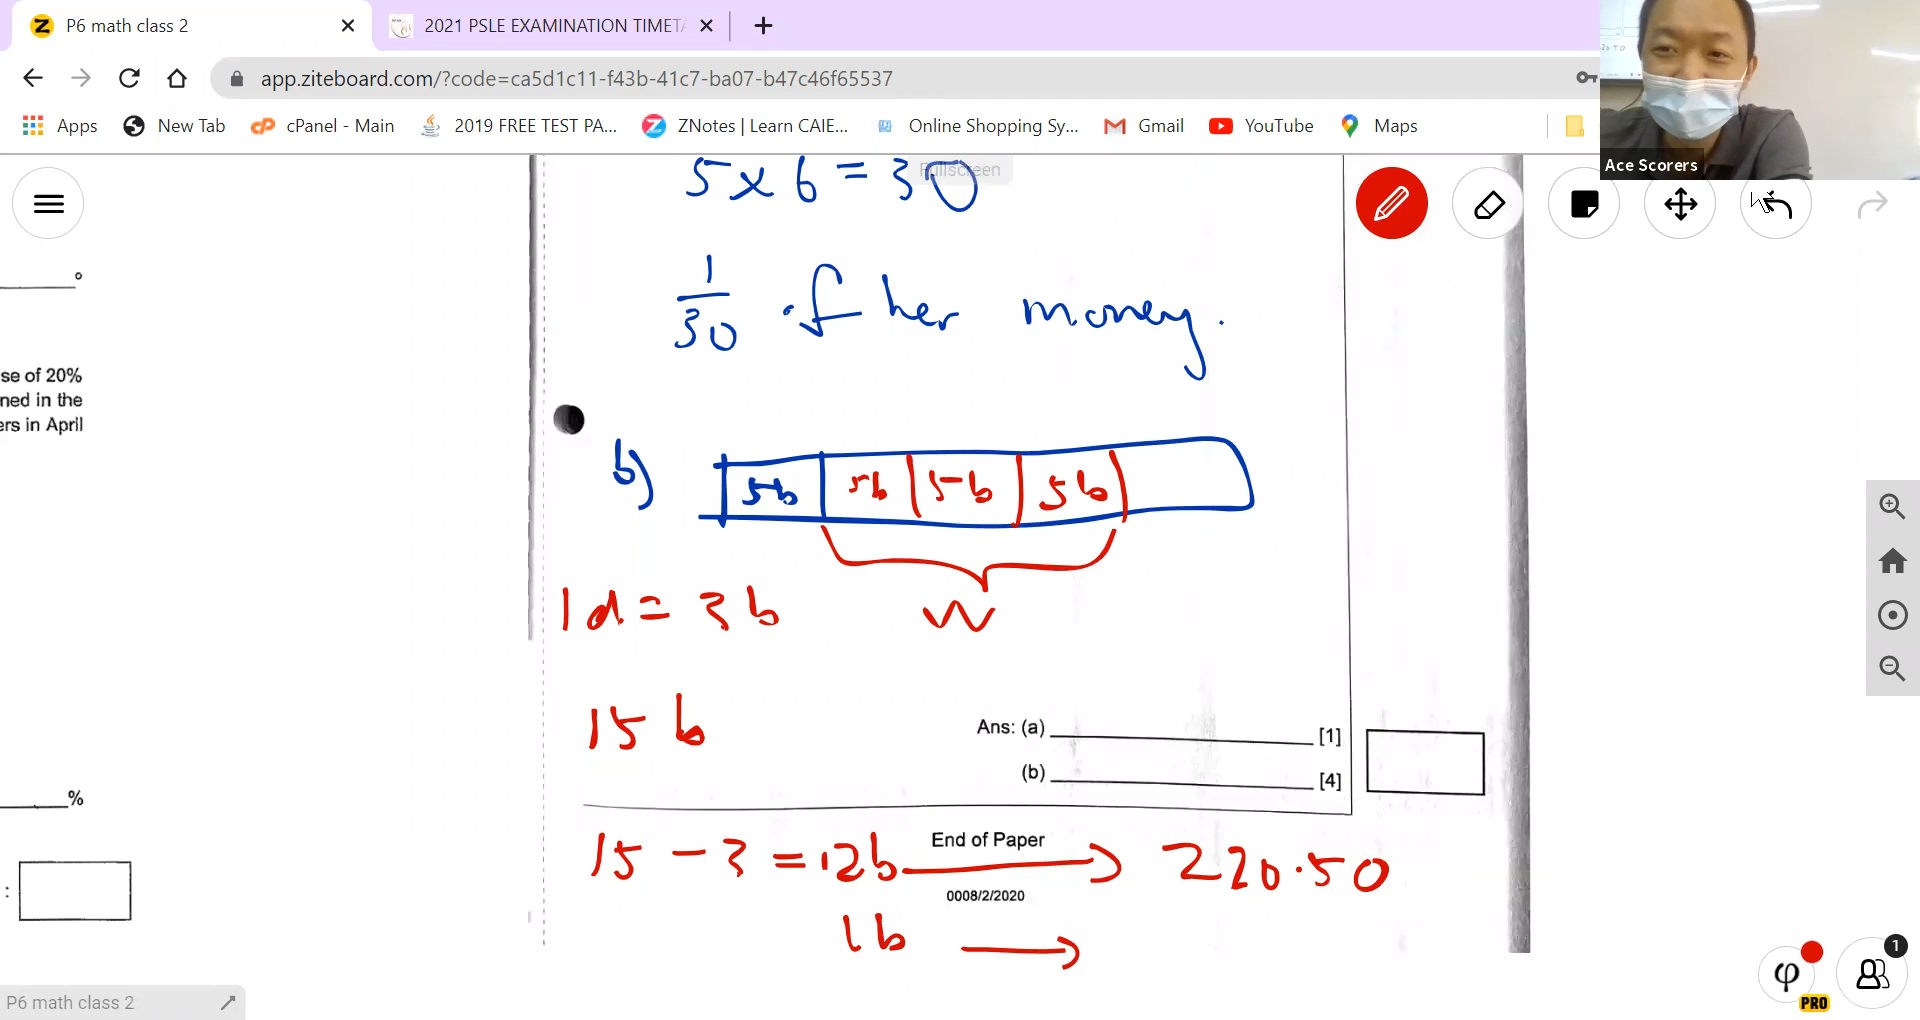 P6 math class 2
2021 PSLE EXAMINATION TIMET
app.ziteboard.com/?code=ca5d1c11-f43b-41c7-ba07-b47c46f65537
Apps
New Tab
cPanel - Main
2019 FREE TEST PA...
ZNotes | Learn CAIE...
Online Shopping Sy...
Gmail
YouTube
Maps
Ace Scorers
Fullscreen
5 x 6 = 30
1
30
of her money.
°
se of 20%
ned in the
ers in April
b)
5b 5b 5b 5b
1d = 3b
W
15 b
Ans: (a) [1]
(b) [4]
%
15 - 3 = 12b → 220.50
End of Paper
0008/2/2020
1b →
:
P6 math class 2
1
φ
PRO